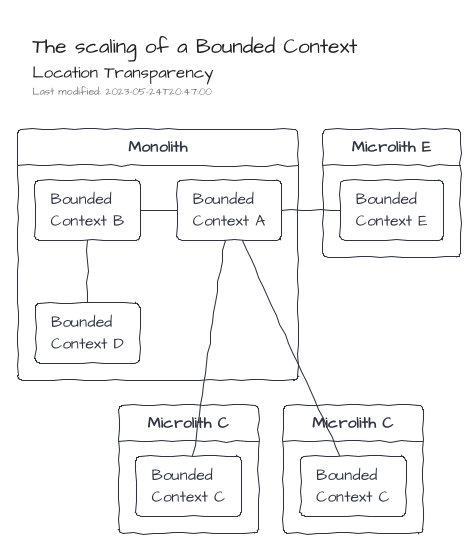 The scaling of a Bounded Context
Location Transparency
Last modified: 2023-05-24T20:47:00
Monolith
Microlith E
Bounded
Context B
Bounded
Context A
Bounded
Context E
Bounded
Context D
Microlith C
Microlith C
Bounded
Context C
Bounded
Context C